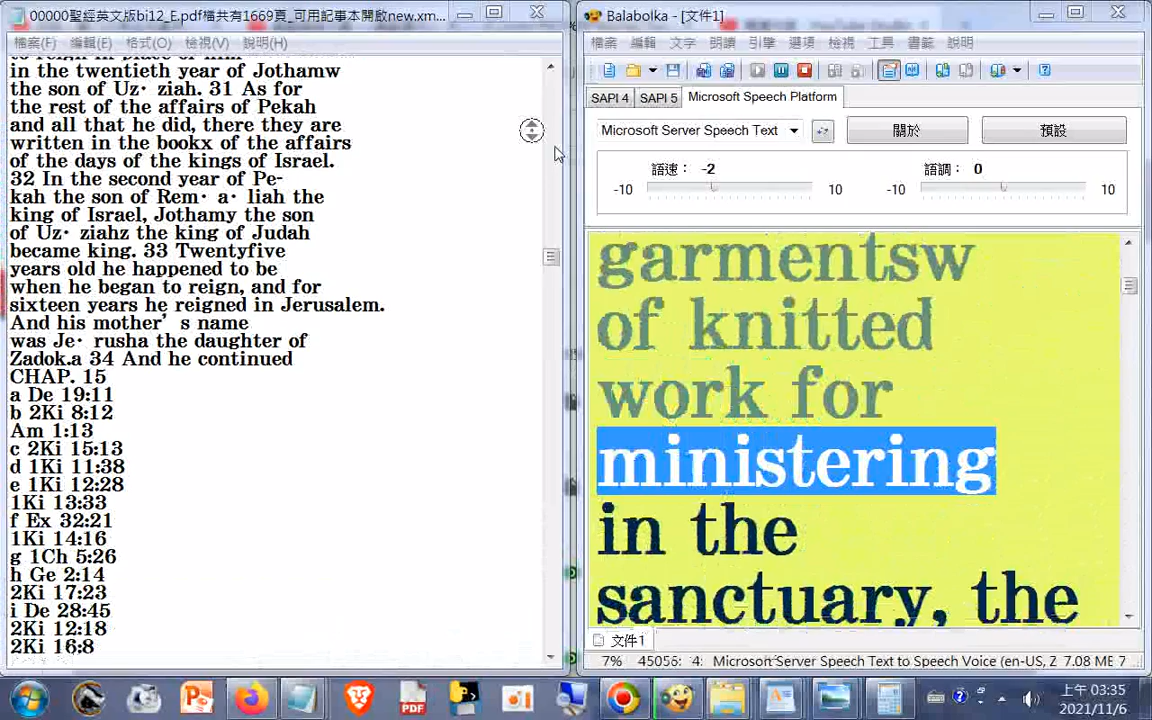 00000聖經英文版bi12_E.pdf檔共有1669頁_可用記事本開啟new.xm...
檔案(F) 編輯(E) 格式(O) 檢視(V) 說明(H)
in the twentieth year of Jothamw
the son of Uz· ziah. 31 As for
the rest of the affairs of Pekah
and all that he did, there they are
written in the bookx of the affairs
of the days of the kings of Israel.
32 In the second year of Pe-
kah the son of Rem· a· liah the
king of Israel, Jothamy the son
of Uz· ziahz the king of Judah
became king. 33 Twentyfive
years old he happened to be
when he began to reign, and for
sixteen years he reigned in Jerusalem.
And his mother’ s name
was Je· rusha the daughter of
Zadok.a 34 And he continued
CHAP. 15
a De 19:11
b 2Ki 8:12
Am 1:13
c 2Ki 15:13
d 1Ki 11:38
e 1Ki 12:28
1Ki 13:33
f Ex 32:21
1Ki 14:16
g 1Ch 5:26
h Ge 2:14
2Ki 17:23
i De 28:45
2Ki 12:18
2Ki 16:8
Balabolka - [文件1]
檔案 編輯 文字 朗讀 引擎 選項 檢視 工具 書籤 說明
SAPI 4 SAPI 5 Microsoft Speech Platform
Microsoft Server Speech Text 關於 預設
語速: -2 語調: 0
-10 10 -10 10
garmentsw
of knitted
work for
ministering
in the
sanctuary, the
文件1
7% 45055: 4: Microsoft Server Speech Text to Speech Voice (en-US, Z 7.08 ME 7
上午 03:35
2021/11/6